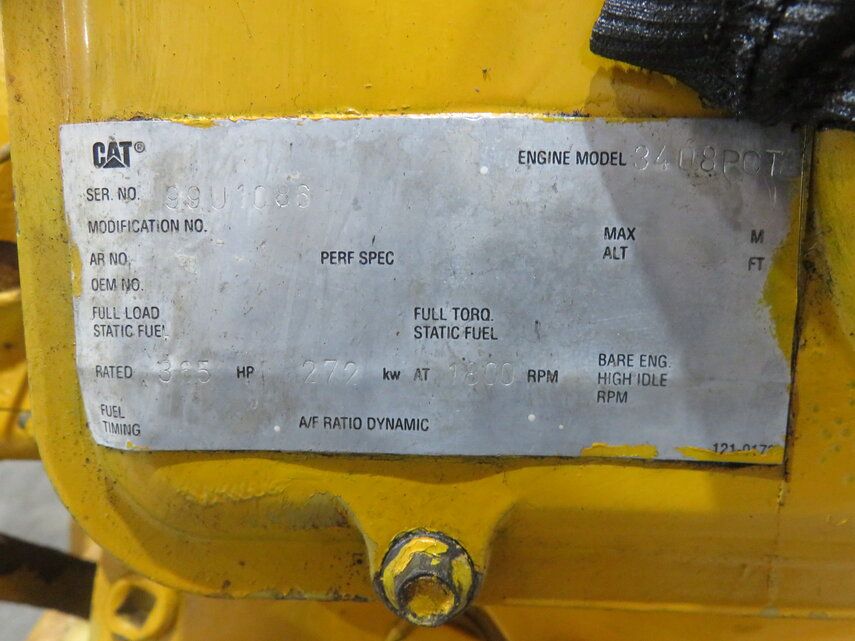 CAT® ENGINE MODEL 3408PCT
SER. NO. 99U1086
MODIFICATION NO. MAX M
ALT FT
AR NO. PERF SPEC
OEM NO.
FULL LOAD FULL TORQ.
STATIC FUEL STATIC FUEL
RATED 365 HP 272 kw AT 1800 RPM BARE ENG.
HIGH IDLE
RPM
FUEL
TIMING A/F RATIO DYNAMIC